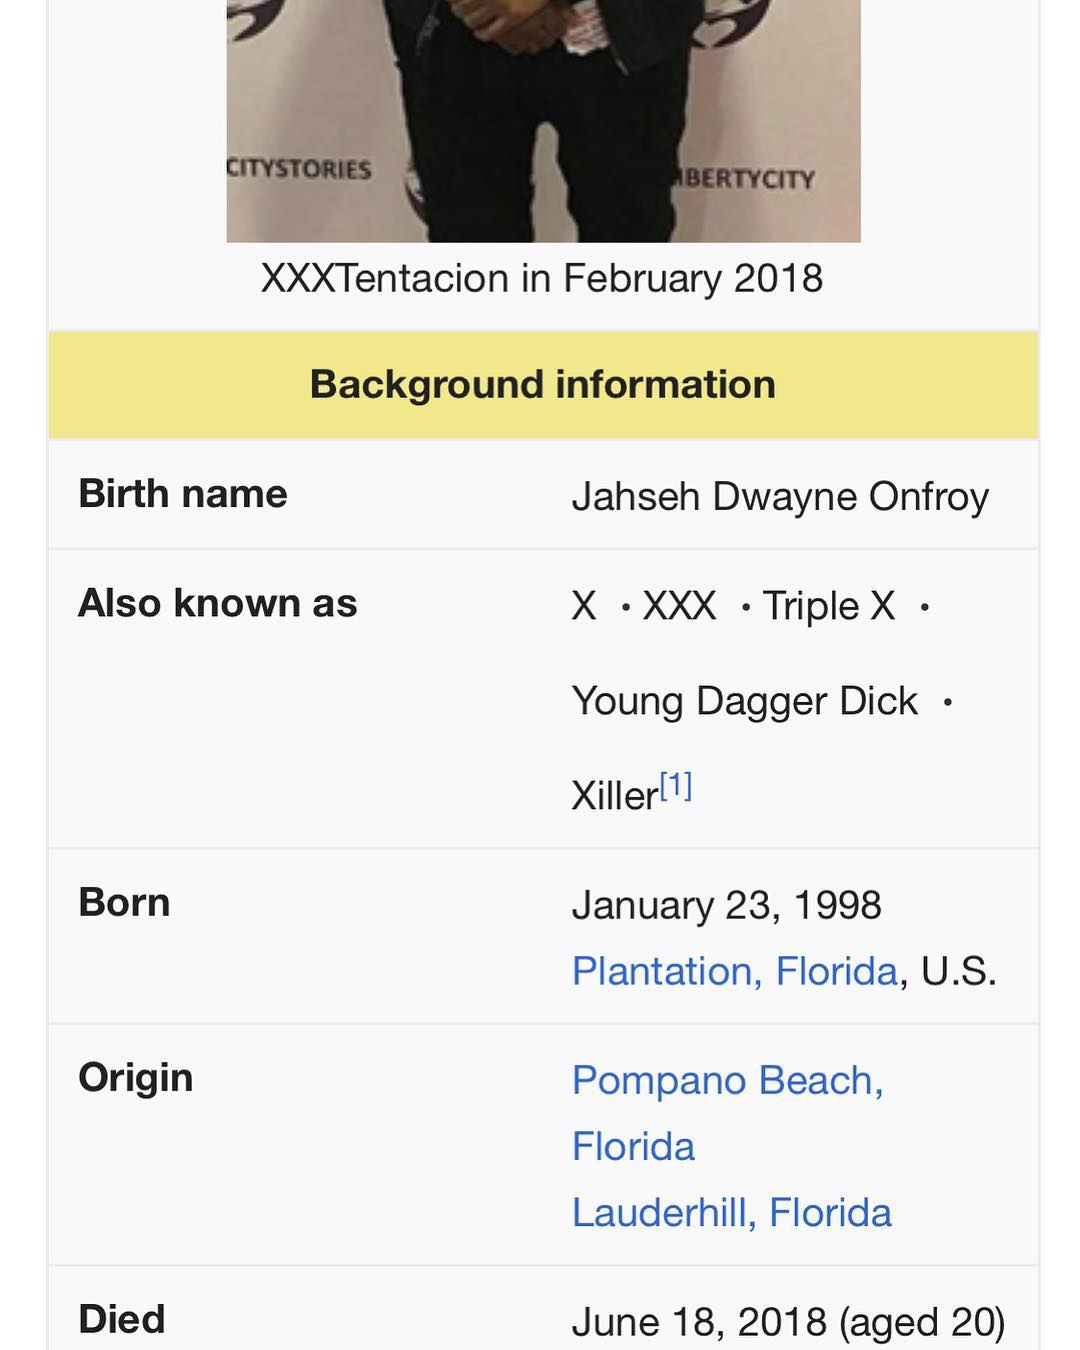 CITYSTORIES
IBERTYCITY
XXXTentacion in February 2018
Background information
Birth name Jahseh Dwayne Onfroy
Also known as X • XXX • Triple X •
Young Dagger Dick •
Xiller[1]
Born January 23, 1998
Plantation, Florida, U.S.
Origin Pompano Beach,
Florida
Lauderhill, Florida
Died June 18, 2018 (aged 20)